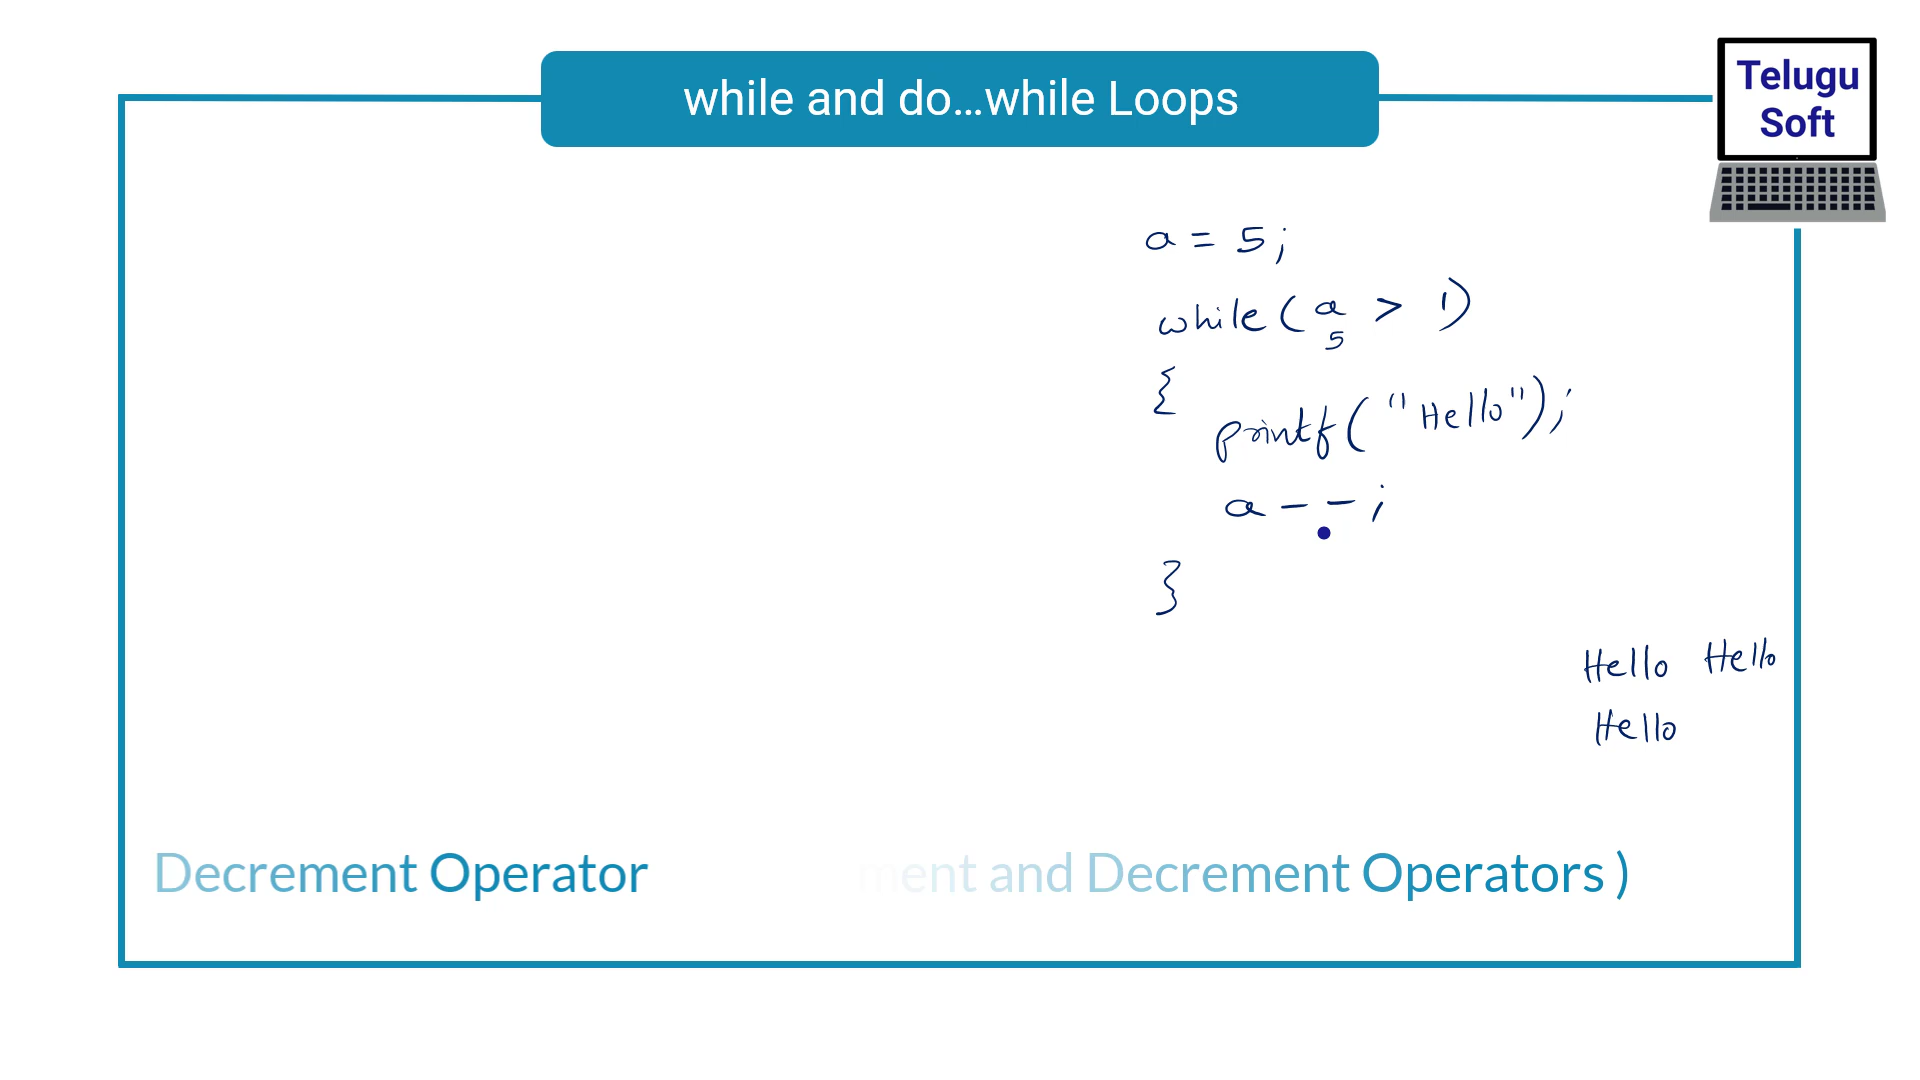 while and do...while Loops
Telugu
Soft
a = 5;
while ( a > 1)
5
{
printf( "Hello");
a - - ;
}
Hello Hello
Hello
Decrement Operator ment and Decrement Operators )